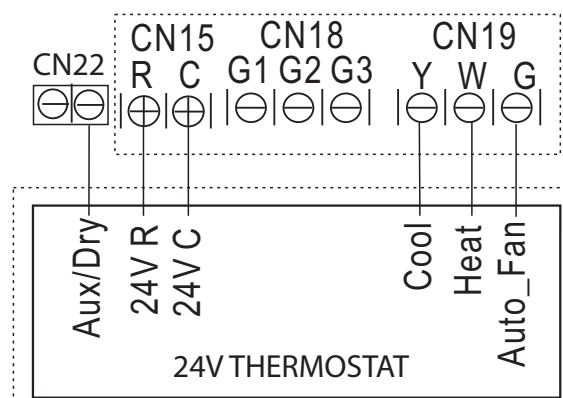 CN15 CN18 CN19
CN22
R C G1 G2 G3 Y W G
Aux/Dry
24V R
24V C
Cool
Heat
Auto_Fan
24V THERMOSTAT